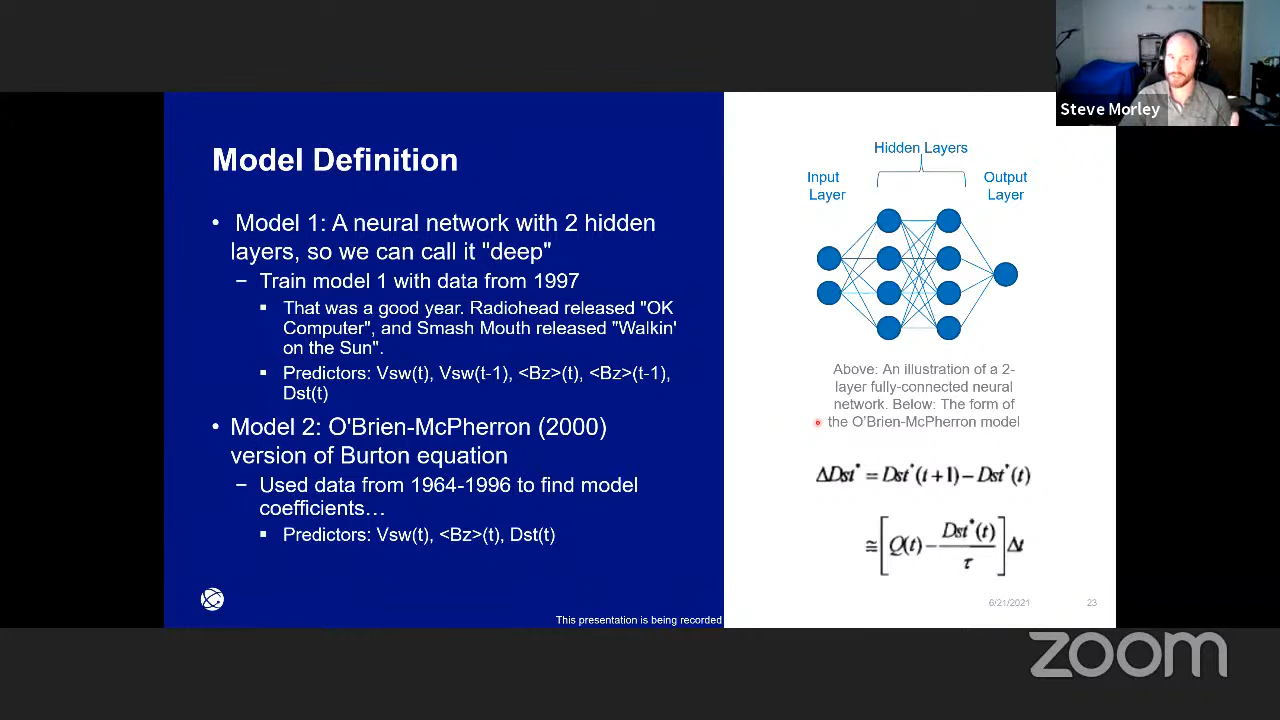 Steve Morley
Model Definition
• Model 1: A neural network with 2 hidden
layers, so we can call it "deep"
− Train model 1 with data from 1997
▪ That was a good year. Radiohead released "OK
Computer", and Smash Mouth released "Walkin'
on the Sun".
▪ Predictors: Vsw(t), Vsw(t-1), <Bz>(t), <Bz>(t-1),
Dst(t)
• Model 2: O'Brien-McPherron (2000)
version of Burton equation
− Used data from 1964-1996 to find model
coefficients…
▪ Predictors: Vsw(t), <Bz>(t), Dst(t)
This presentation is being recorded
Hidden Layers
Input
Layer
Output
Layer
Above: An illustration of a 2-
layer fully-connected neural
network. Below: The form of
the O'Brien-McPherron model
ΔDst* = Dst*(t+1) − Dst*(t)
≅ [Q(t) − Dst*(t)/τ] Δt
6/21/2021
23
zoom